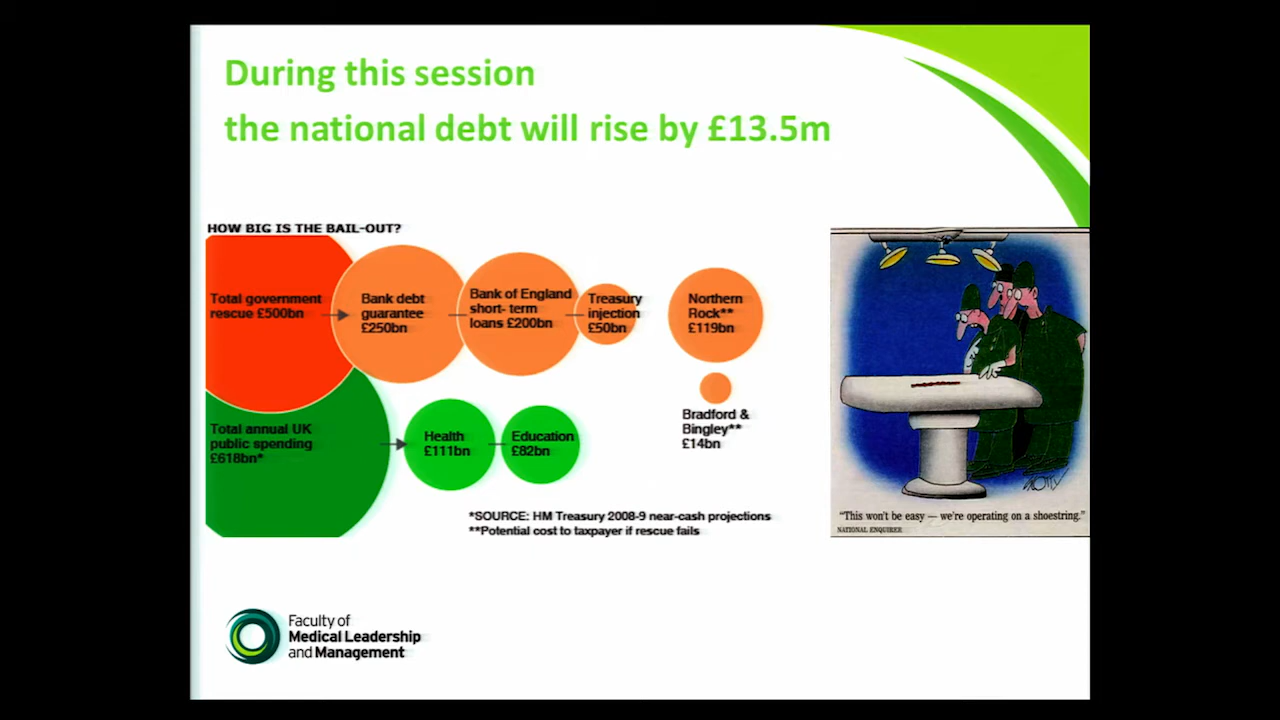 During this session
the national debt will rise by £13.5m
HOW BIG IS THE BAIL-OUT?
Total government
rescue £500bn
Bank debt
guarantee
£250bn
Bank of England
short- term
loans £200bn
Treasury
injection
£50bn
Northern
Rock**
£119bn
Bradford &
Bingley**
£14bn
Total annual UK
public spending
£618bn*
Health
£111bn
Education
£82bn
*SOURCE: HM Treasury 2008-9 near-cash projections
**Potential cost to taxpayer if rescue fails
"This won't be easy — we're operating on a shoestring."
NATIONAL ENQUIRER
Faculty of
Medical Leadership
and Management